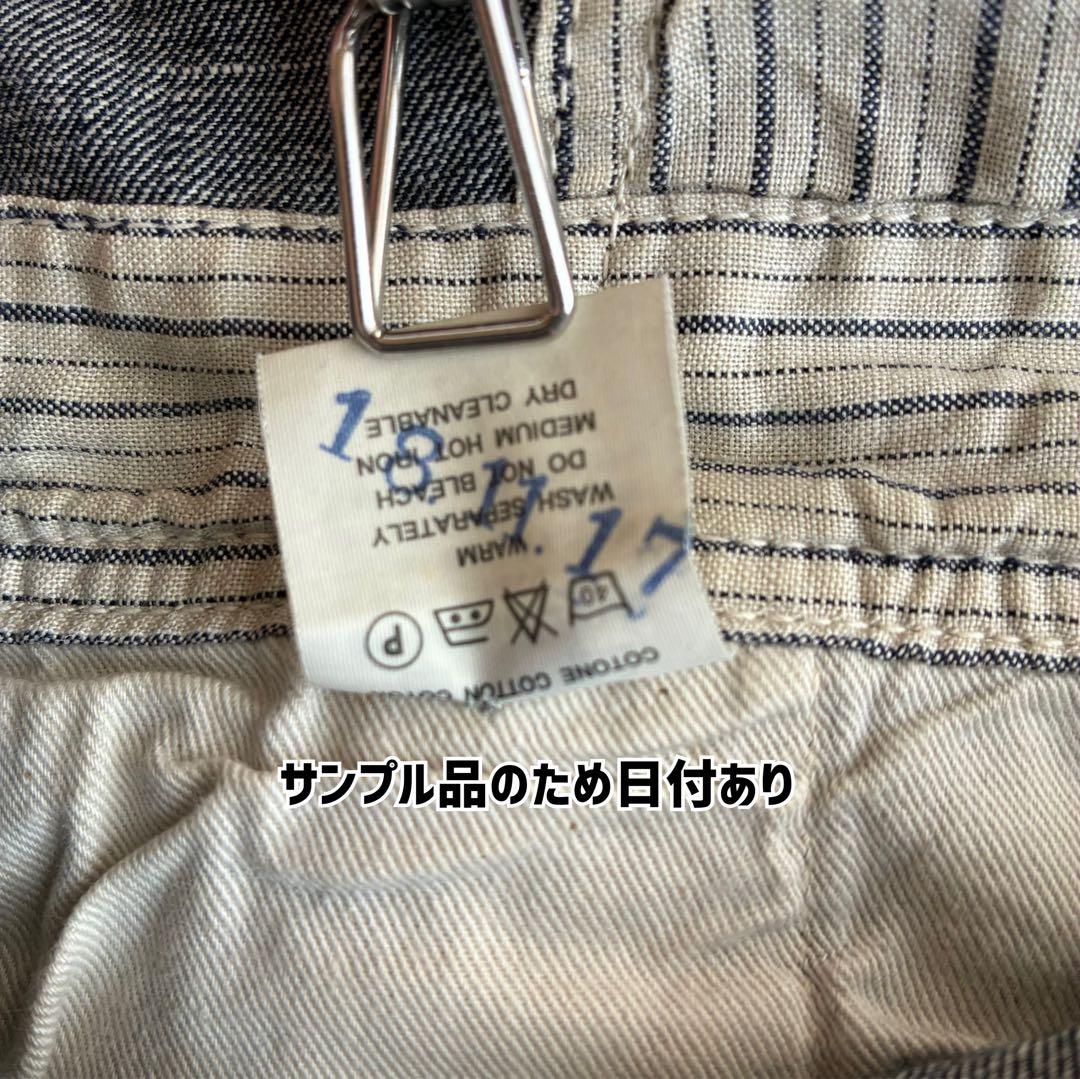 COTONE COTTON
40
P
WARM
WASH SEPARATELY
DO NOT BLEACH
MEDIUM HOT IRON
DRY CLEANABLE
18.11.17
サンプル品のため日付あり